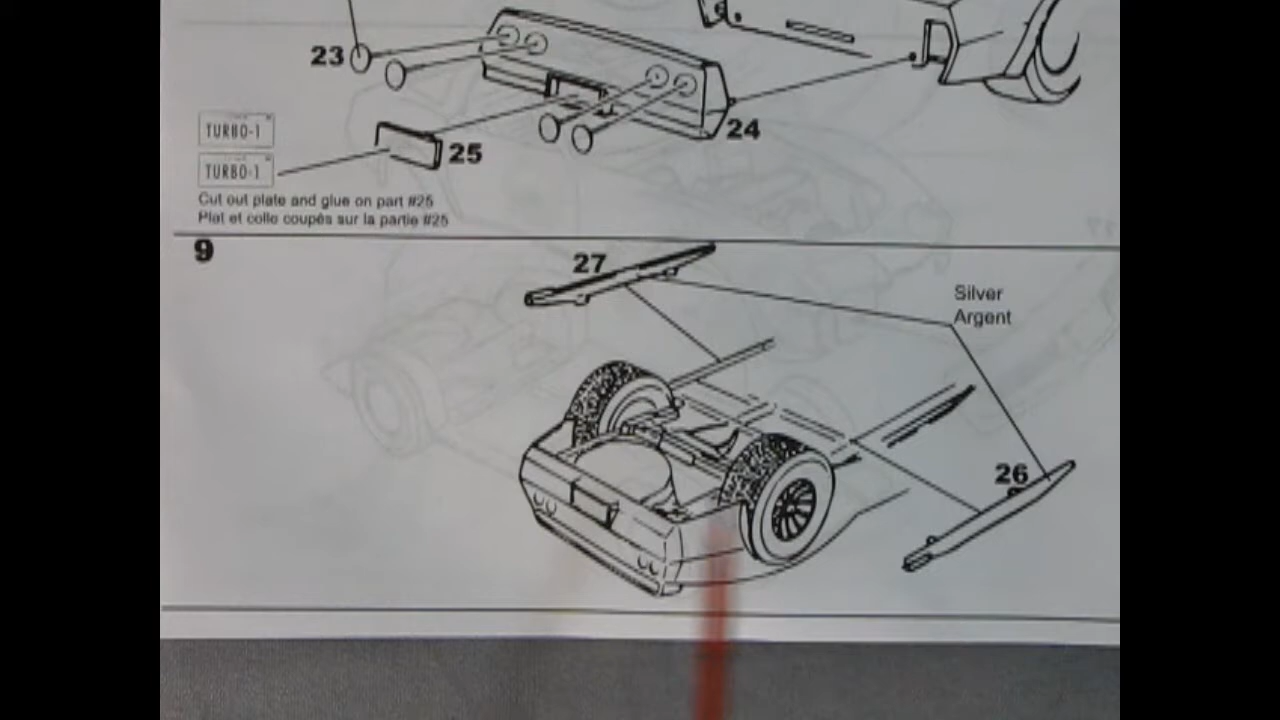 23
24
25
TURBO-1
TURBO-1
Cut out plate and glue on part #25
Plat et colle coupés sur la partie #25
9
27
Silver
Argent
26